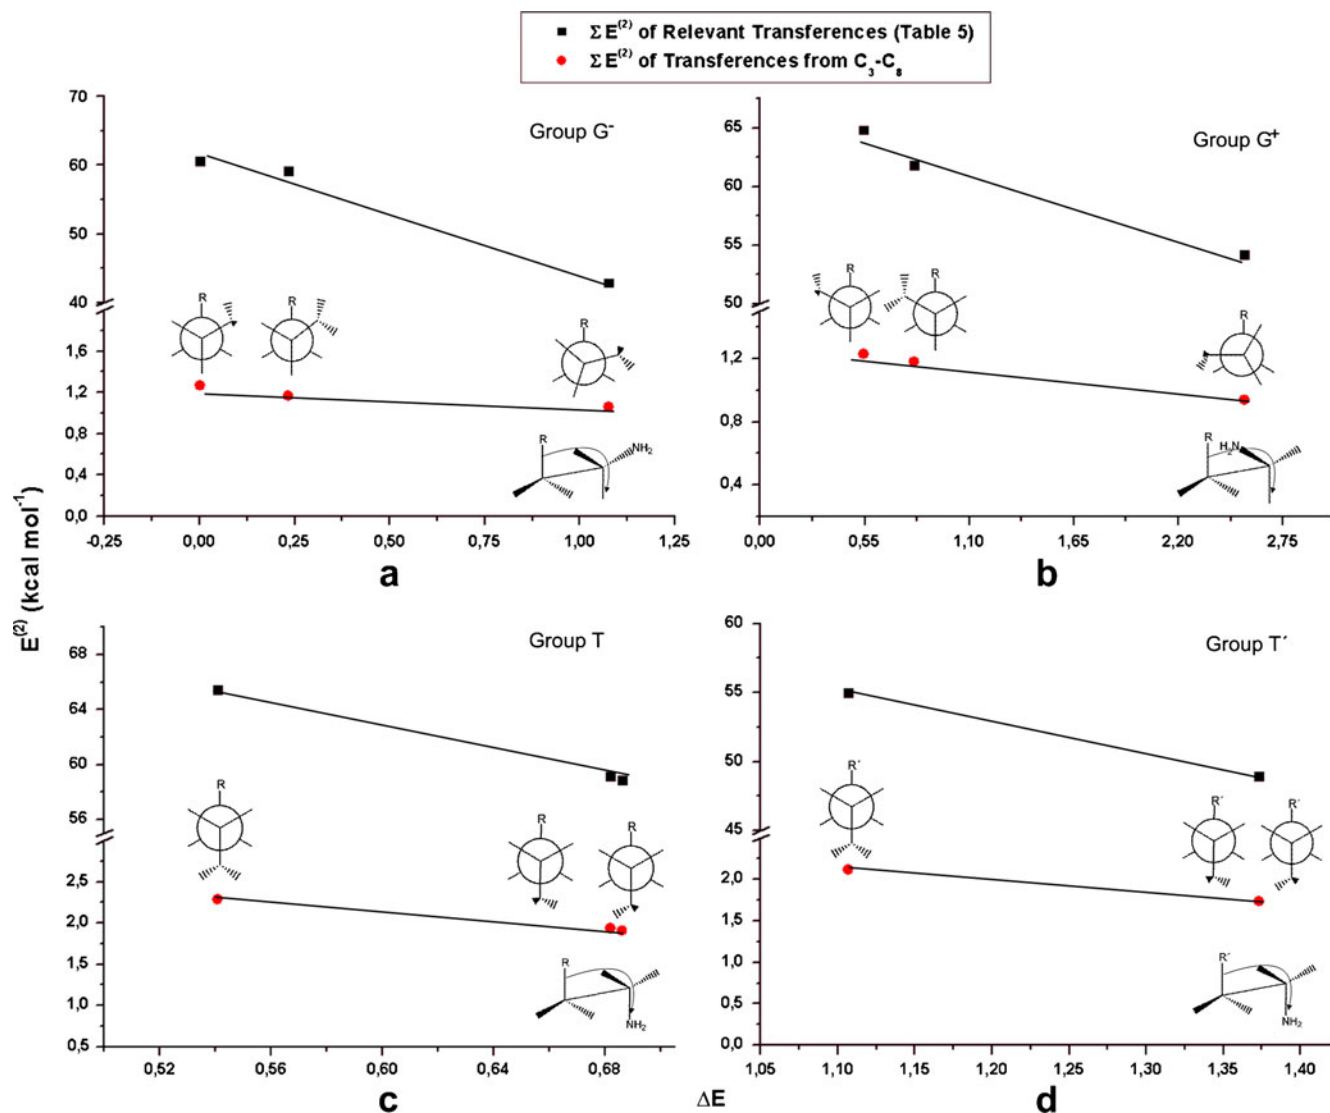 Σ E(2) of Relevant Transferences (Table 5)
Σ E(2) of Transferences from C3-C8
E(2) (kcal mol-1)
Group G-
70
60
50
40
1,6
1,2
0,8
0,4
0,0
-0,25 0,00 0,25 0,50 0,75 1,00 1,25
R
R
R
R
NH2
a
Group G+
65
60
55
50
1,2
0,8
0,4
0,00 0,55 1,10 1,65 2,20 2,75
R
R
R
R
H2N
b
Group T
68
64
60
56
2,5
2,0
1,5
1,0
0,5
0,52 0,56 0,60 0,64 0,68
R
R
R
R
NH2
c
Group T´
60
55
50
45
2,0
1,5
1,0
0,5
0,0
1,05 1,10 1,15 1,20 1,25 1,30 1,35 1,40
R´
R´
R´
R´
NH2
d
ΔE